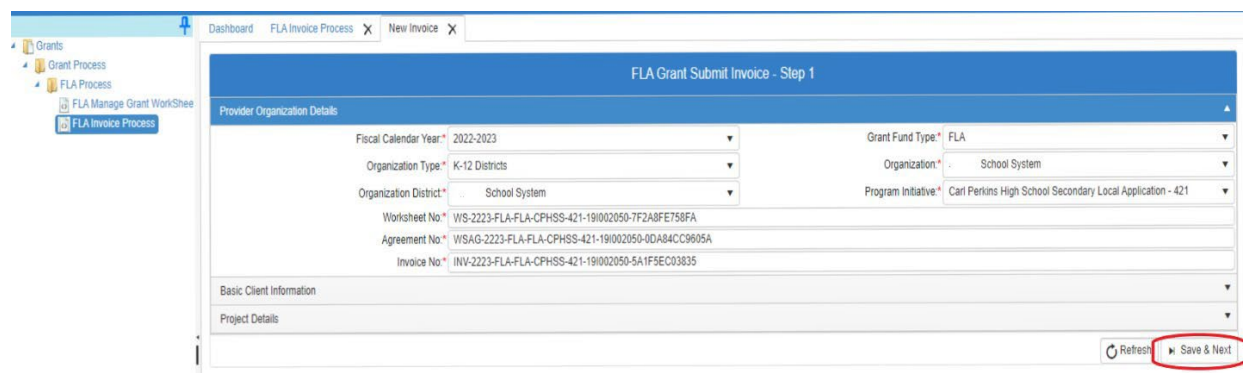 Dashboard FLA Invoice Process X New Invoice X
Grants
Grant Process
FLA Process
FLA Manage Grant WorkShee
FLA Invoice Process
FLA Grant Submit Invoice - Step 1
Provider Organization Details
Fiscal Calendar Year:* 2022-2023 Grant Fund Type:* FLA
Organization Type:* K-12 Districts Organization:* School System
Organization District:* School System Program Initiative:* Carl Perkins High School Secondary Local Application - 421
Worksheet No:* WS-2223-FLA-FLA-CPHSS-421-19I002050-7F2A8FE758FA
Agreement No:* WSAG-2223-FLA-FLA-CPHSS-421-19I002050-0DA84CC9605A
Invoice No:* INV-2223-FLA-FLA-CPHSS-421-19I002050-5A1F5EC03835
Basic Client Information
Project Details
Refresh Save & Next